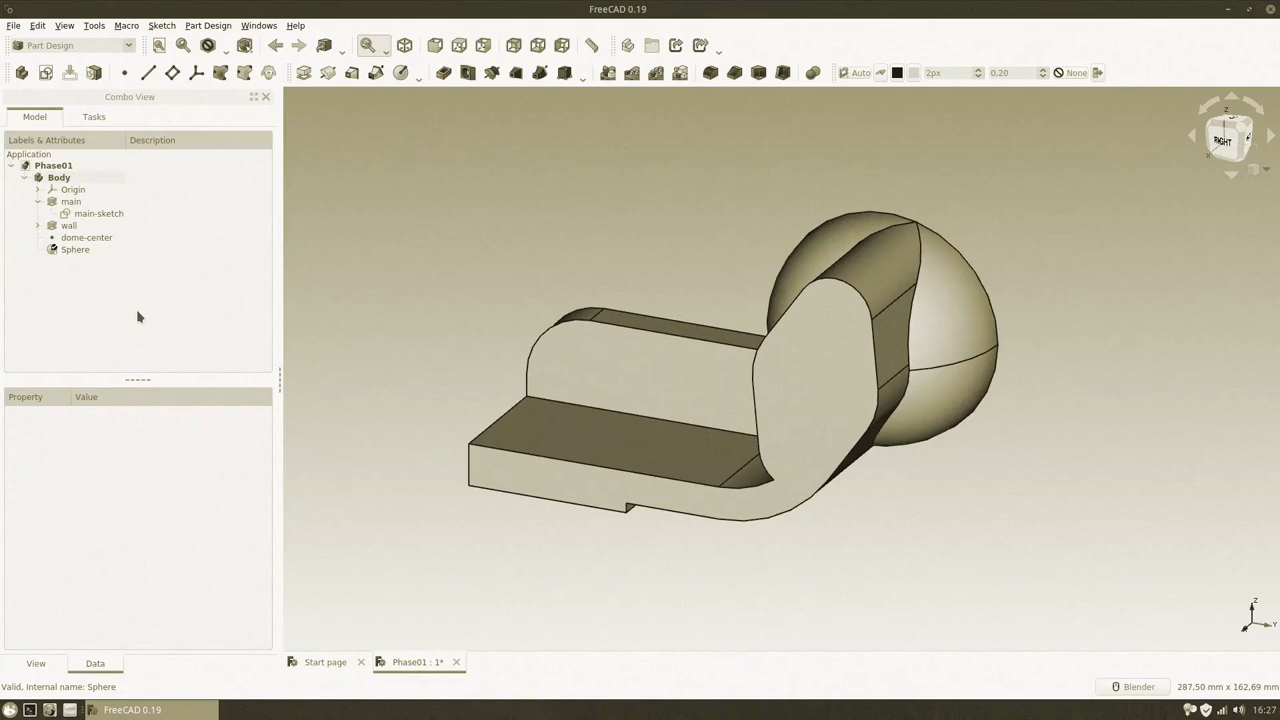 FreeCAD 0.19
File Edit View Tools Macro Sketch Part Design Windows Help
Part Design
Auto 2px 0,20 None
Combo View
Model Tasks
Labels & Attributes Description
Application
Phase01
Body
Origin
main
main-sketch
wall
dome-center
Sphere
Z
RIGHT
X
Property Value
Z
Y
View Data
Start page Phase01 : 1*
Valid, Internal name: Sphere
Blender 287,50 mm x 162,69 mm
FreeCAD 0.19
16:27